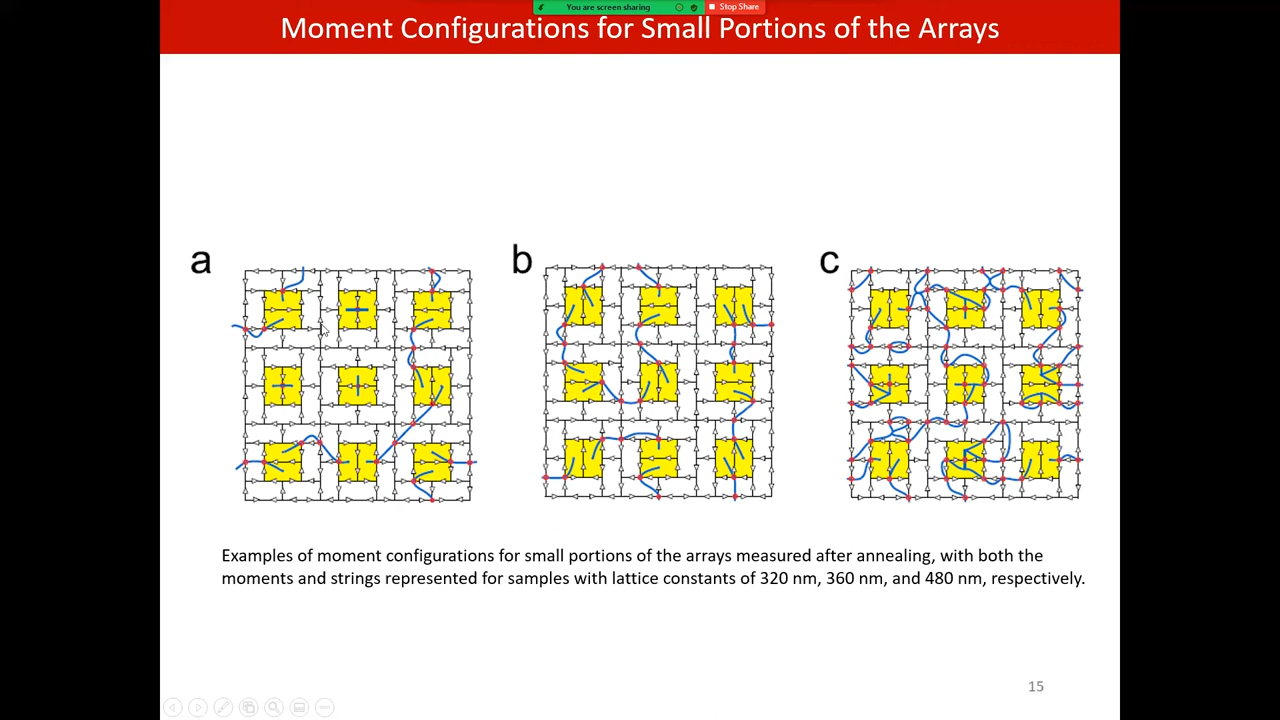 You are screen sharing
Stop Share
Moment Configurations for Small Portions of the Arrays
a
b
c
Examples of moment configurations for small portions of the arrays measured after annealing, with both the
moments and strings represented for samples with lattice constants of 320 nm, 360 nm, and 480 nm, respectively.
15